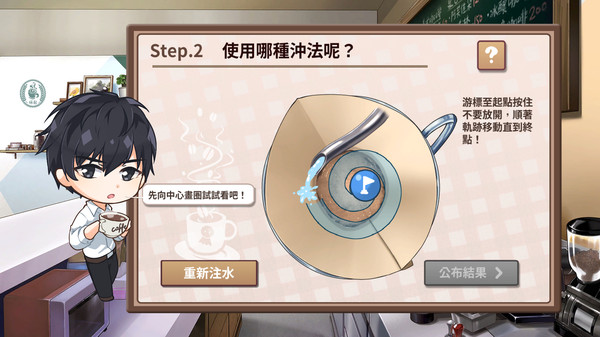 Step.2 使用哪種沖法呢？
?
游標至起點按住
不要放開，順著
軌跡移動直到終
點！
先向中心畫圈試試看吧！
coffee
重新注水
公布結果